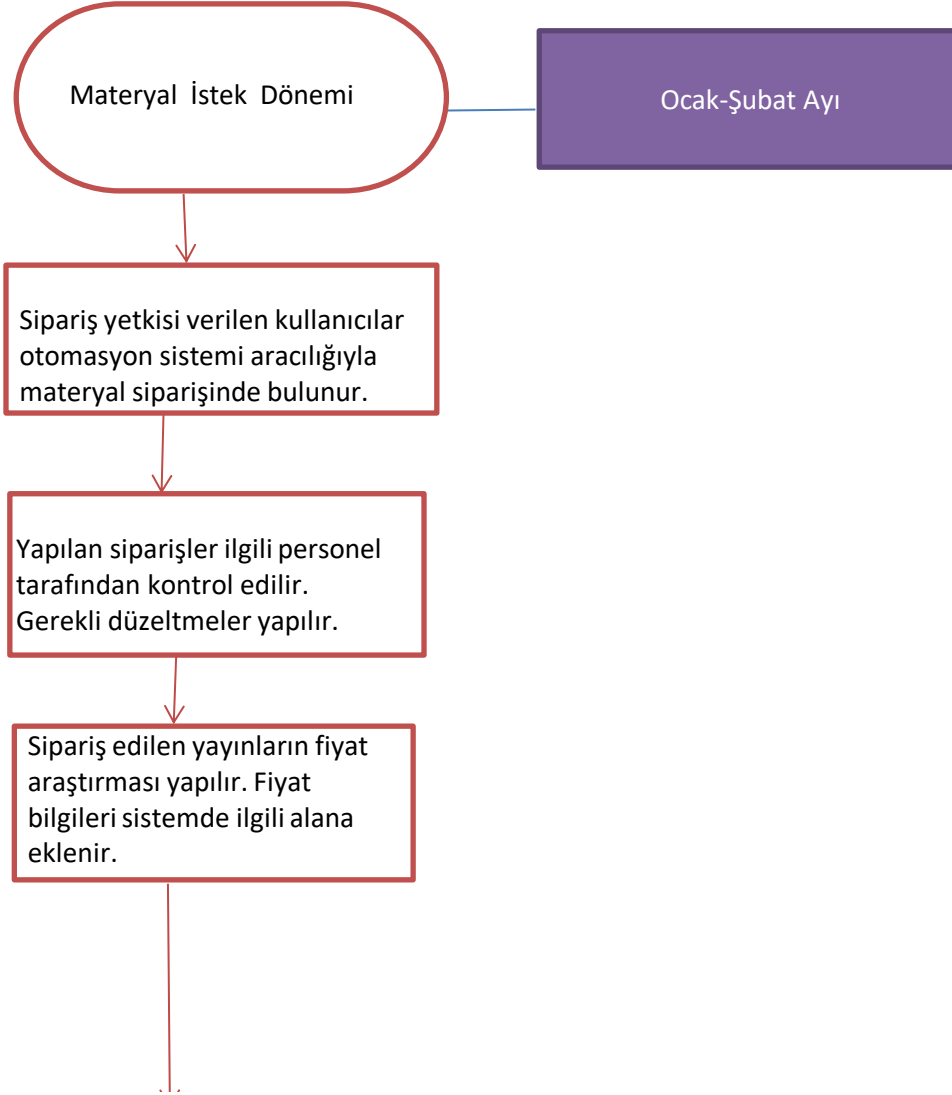 Materyal İstek Dönemi
Ocak-Şubat Ayı
Sipariş yetkisi verilen kullanıcılar
otomasyon sistemi aracılığıyla
materyal siparişinde bulunur.
Yapılan siparişler ilgili personel
tarafından kontrol edilir.
Gerekli düzeltmeler yapılır.
Sipariş edilen yayınların fiyat
araştırması yapılır. Fiyat
bilgileri sistemde ilgili alana
eklenir.